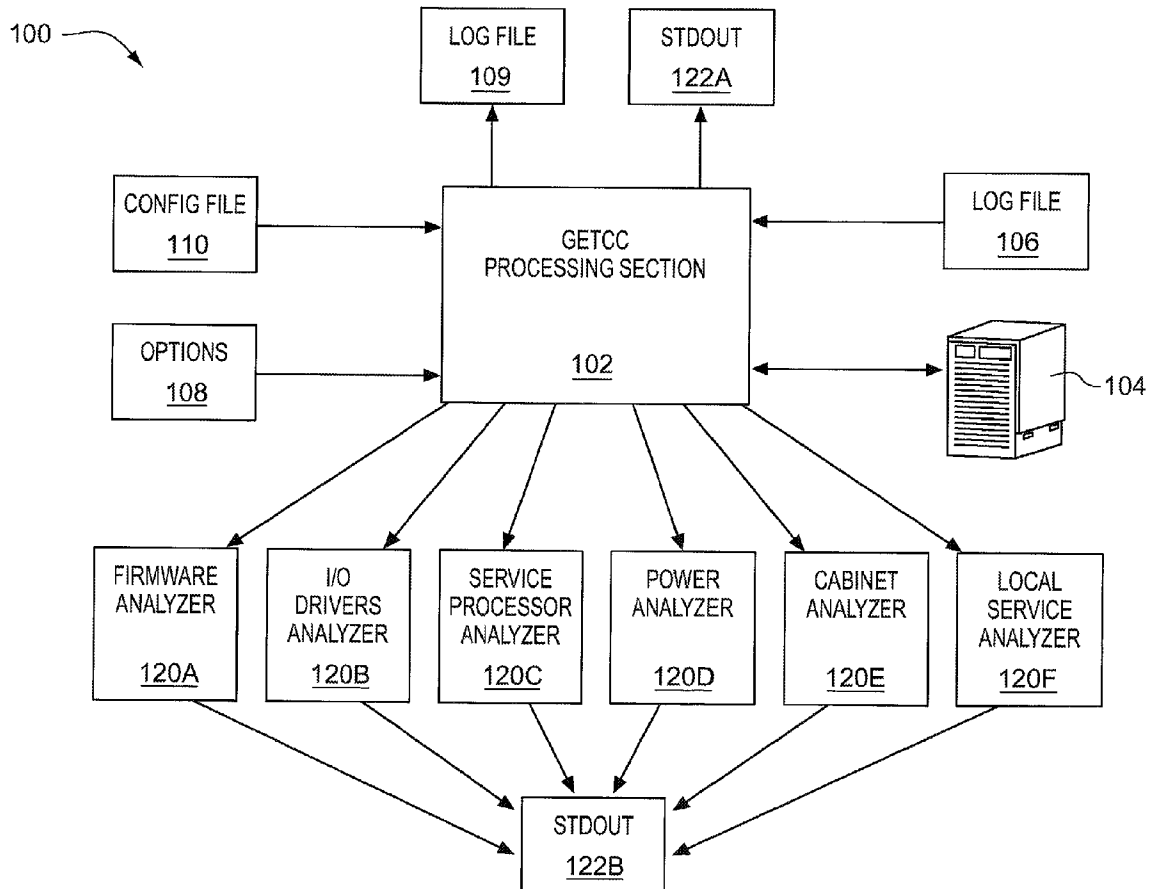 100
LOG FILE
109
STDOUT
122A
CONFIG FILE
110
GETCC
PROCESSING SECTION
102
LOG FILE
106
OPTIONS
108
104
FIRMWARE
ANALYZER
120A
I/O
DRIVERS
ANALYZER
120B
SERVICE
PROCESSOR
ANALYZER
120C
POWER
ANALYZER
120D
CABINET
ANALYZER
120E
LOCAL
SERVICE
ANALYZER
120F
STDOUT
122B